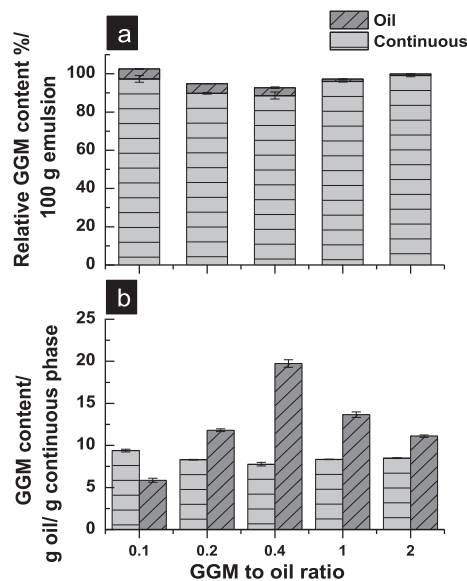 a
Oil
Continuous
Relative GGM content %/
100 g emulsion
100
80
60
40
20
0
b
GGM content/
g oil/ g continuous phase
25
20
15
10
5
0
0.1 0.2 0.4 1 2
GGM to oil ratio